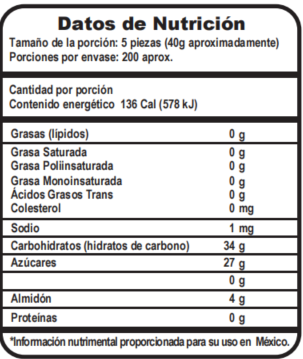 Datos de Nutrición
Tamaño de la porción: 5 piezas (40g aproximadamente)
Porciones por envase: 200 aprox.
Cantidad por porción
Contenido energético 136 Cal (578 kJ)
Grasas (lípidos) 0 g
Grasa Saturada 0 g
Grasa Poliinsaturada 0 g
Grasa Monoinsaturada 0 g
Ácidos Grasos Trans 0 g
Colesterol 0 mg
Sodio 1 mg
Carbohidratos (hidratos de carbono) 34 g
Azúcares 27 g
0 g
Almidón 4 g
Proteínas 0 g
*Información nutrimental proporcionada para su uso en México.